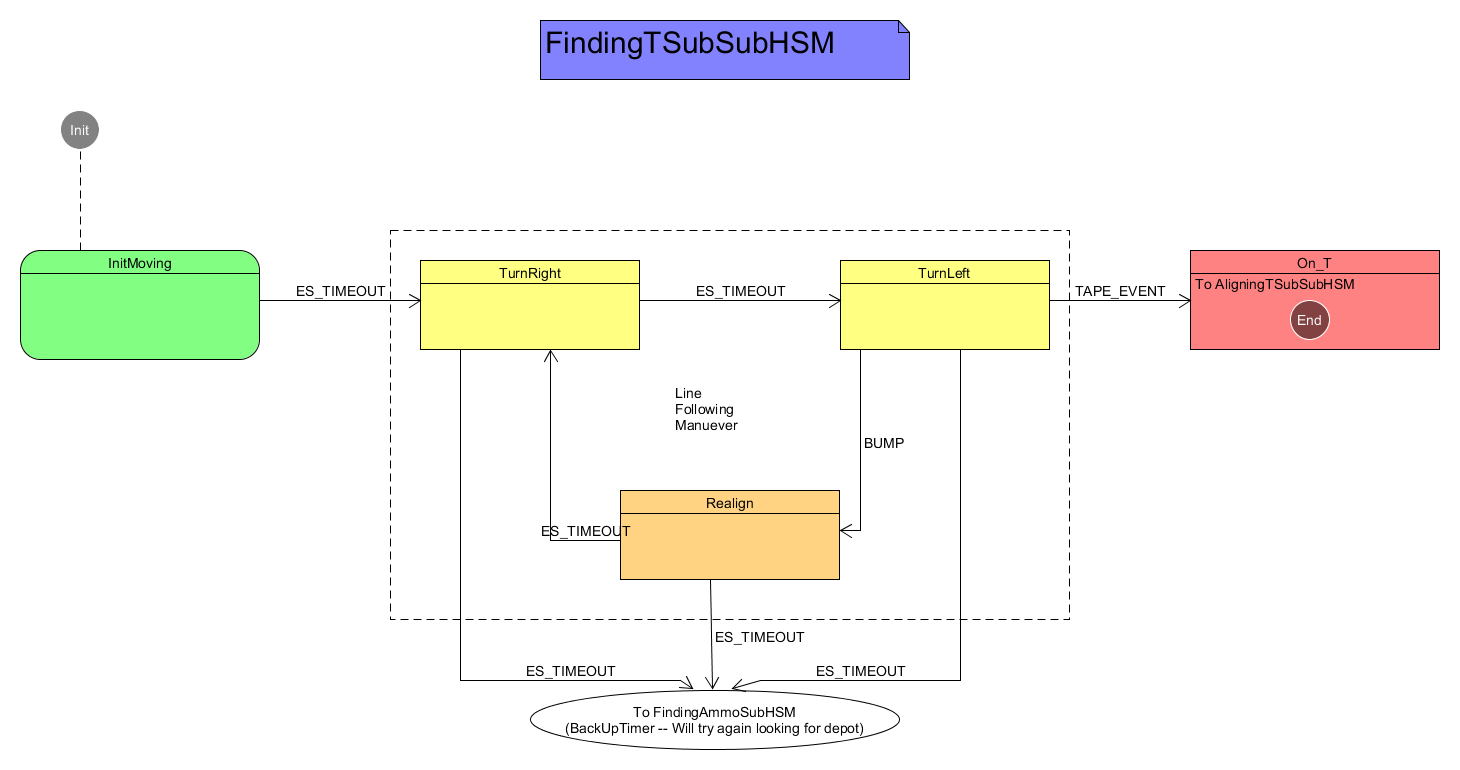 FindingTSubSubHSM
Init
InitMoving
ES_TIMEOUT
TurnRight
ES_TIMEOUT
TurnLeft
TAPE_EVENT
On_T
To AligningTSubSubHSM
End
Line
Following
Manuever
BUMP
Realign
ES_TIMEOUT
ES_TIMEOUT
ES_TIMEOUT
ES_TIMEOUT
To FindingAmmoSubHSM
(BackUpTimer -- Will try again looking for depot)